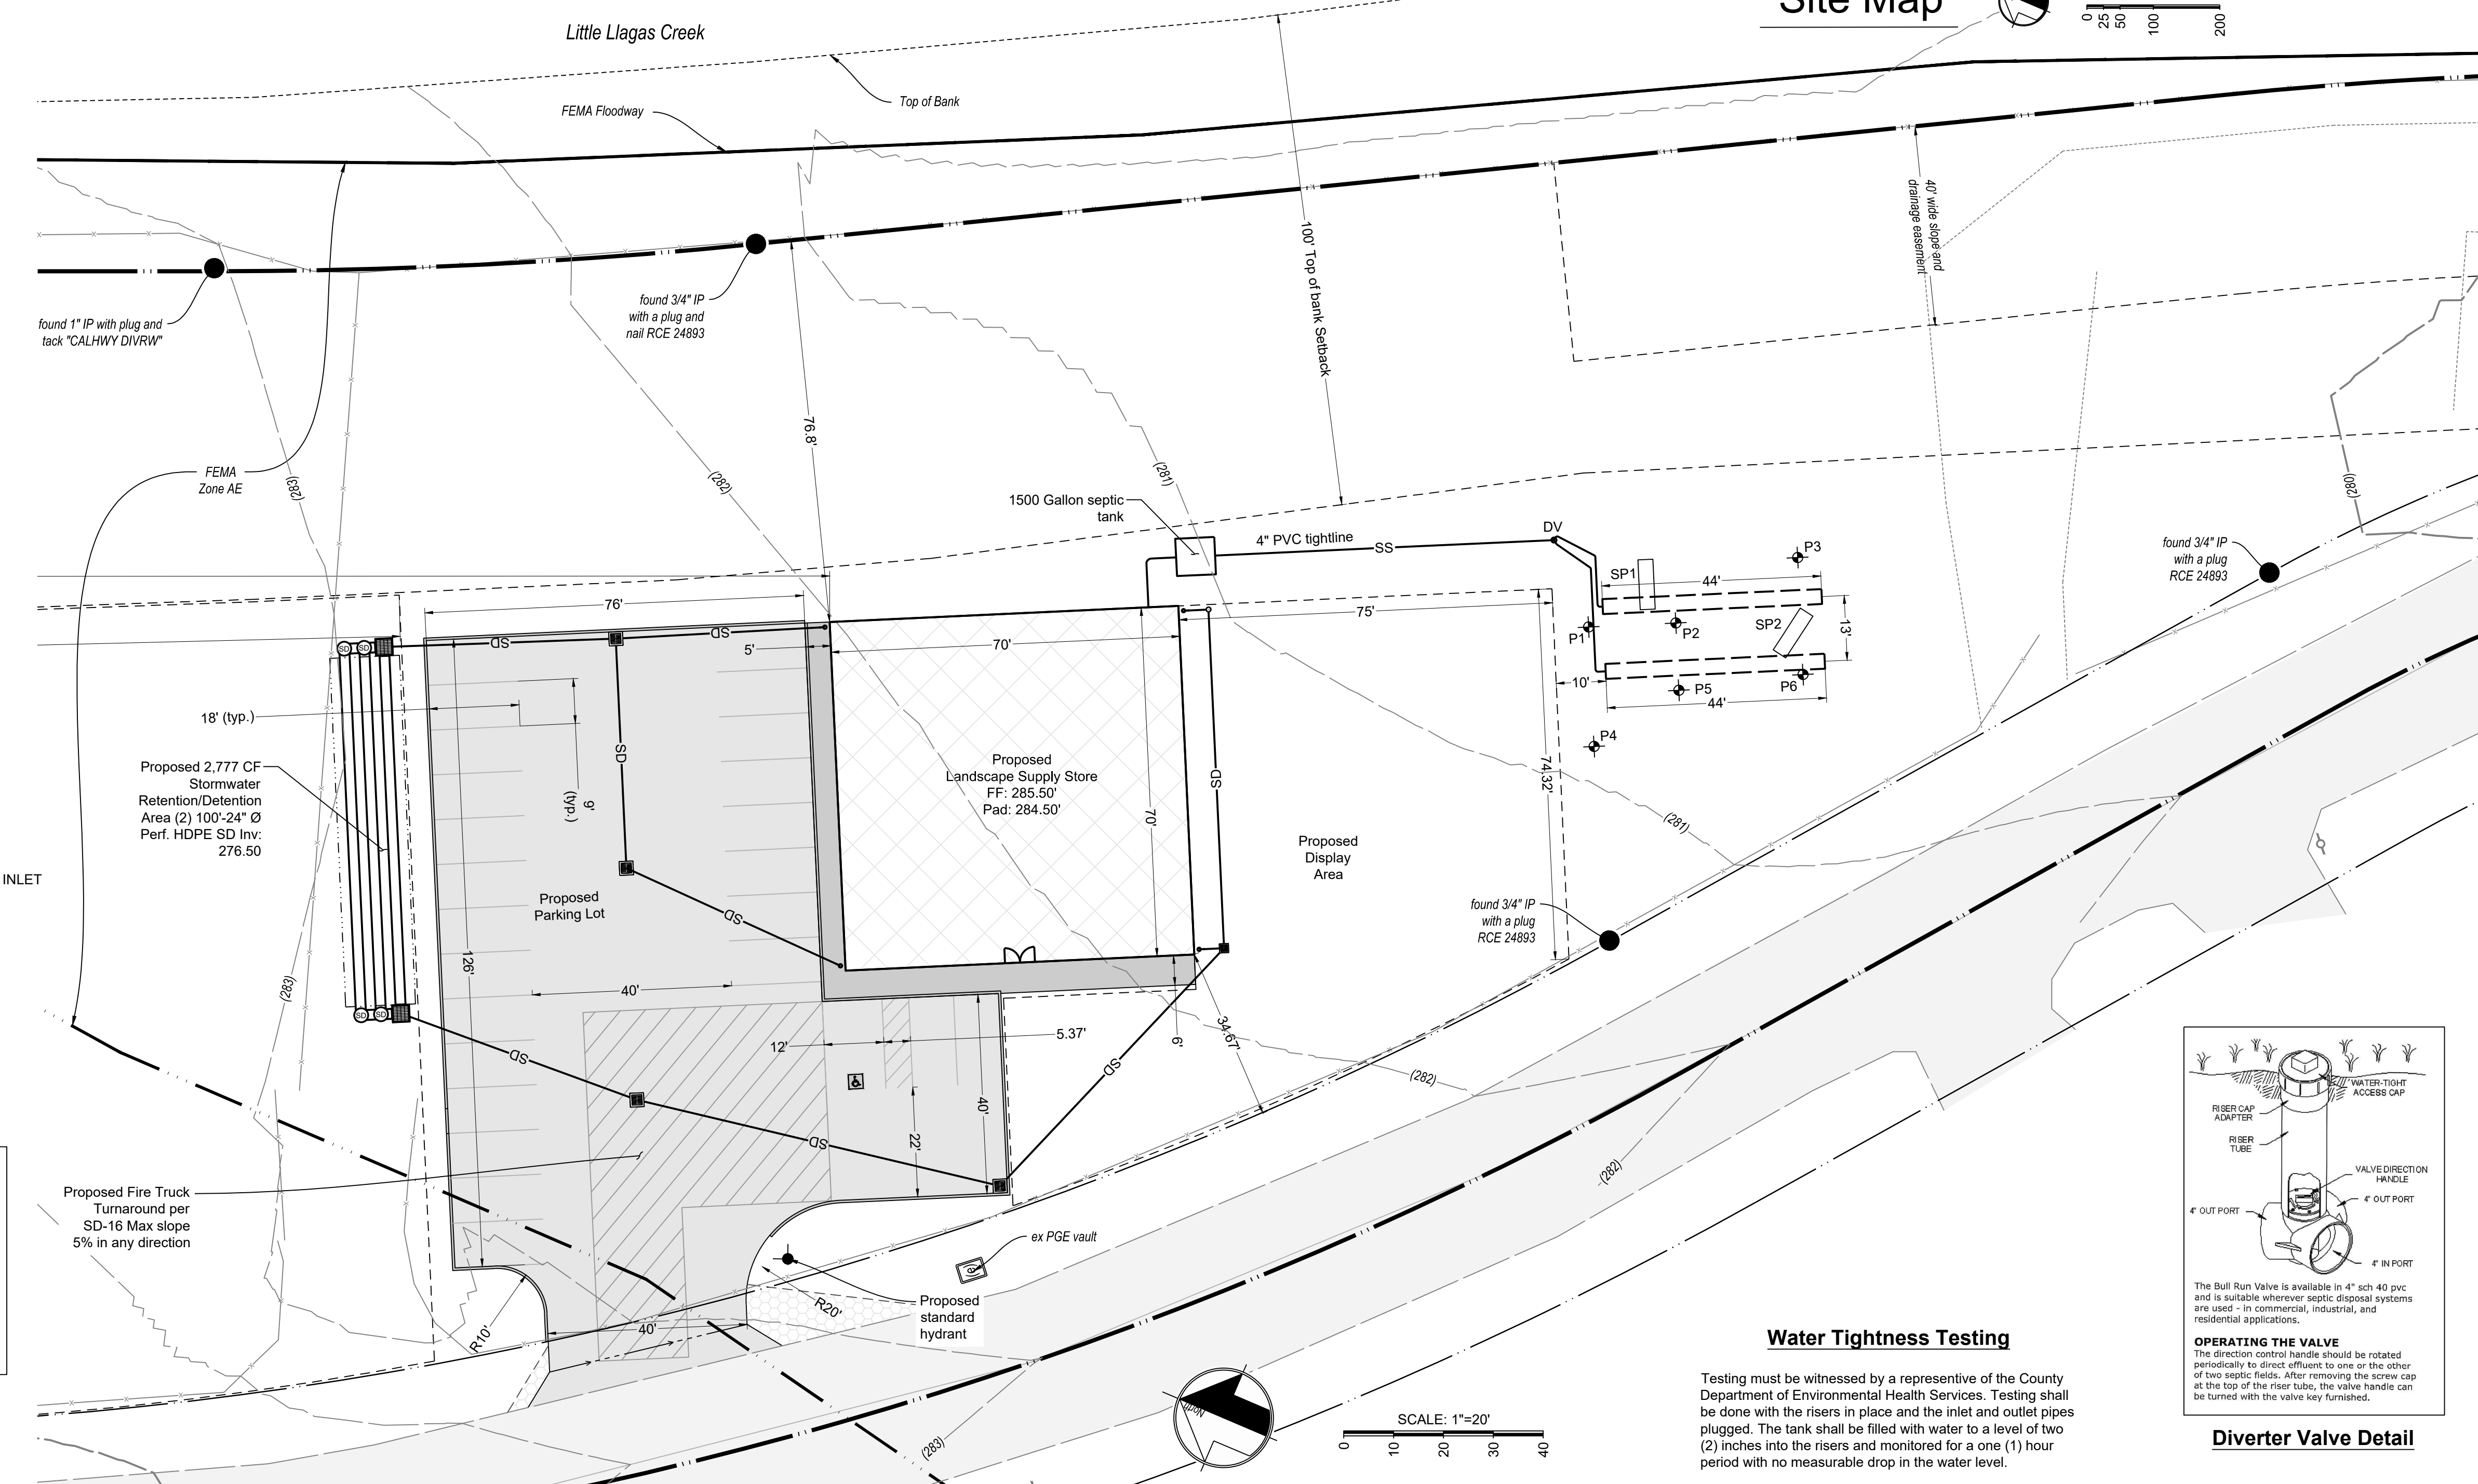 Site Map
0 25 50 100 200
Little Llagas Creek
Top of Bank
FEMA Floodway
40' wide slope and
drainage easement
100' Top of bank Setback
found 1" IP with plug and
tack "CALHWY DIVRW"
found 3/4" IP
with a plug and
nail RCE 24893
76.8'
FEMA
Zone AE
(283)
(282)
(281)
(280)
1500 Gallon septic
tank
4" PVC tightline
SS
DV
P3
SP1
44'
found 3/4" IP
with a plug
RCE 24893
76'
75'
SD
SD
5'
70'
P1
P2
SP2
13'
SD
SD
10'
P5
P6
44'
18' (typ.)
9'
(typ.)
SD
SD
P4
74.32'
Proposed 2,777 CF
Stormwater
Retention/Detention
Area (2) 100'-24" Ø
Perf. HDPE SD Inv:
276.50
Proposed
Landscape Supply Store
FF: 285.50'
Pad: 284.50'
70'
(281)
Proposed
Display
Area
INLET
Proposed
Parking Lot
SD
found 3/4" IP
with a plug
RCE 24893
126'
40'
(283)
SD
SD
SD
12'
5.37'
6'
34.67'
SD
(282)
40'
22'
SD
(282)
Proposed Fire Truck
Turnaround per
SD-16 Max slope
5% in any direction
ex PGE vault
e
R10'
40'
R20'
Proposed
standard
hydrant
(283)
North
SCALE: 1"=20'
0 10 20 30 40
Water Tightness Testing
Testing must be witnessed by a representative of the County
Department of Environmental Health Services. Testing shall
be done with the risers in place and the inlet and outlet pipes
plugged. The tank shall be filled with water to a level of two
(2) inches into the risers and monitored for a one (1) hour
period with no measurable drop in the water level.
WATER-TIGHT
ACCESS CAP
RISER CAP
ADAPTER
RISER
TUBE
VALVE DIRECTION
HANDLE
4" OUT PORT
4" OUT PORT
4" IN PORT
The Bull Run Valve is available in 4" sch 40 pvc
and is suitable wherever septic disposal systems
are used - in commercial, industrial, and
residential applications.
OPERATING THE VALVE
The direction control handle should be rotated
periodically to direct effluent to one or the other
of two septic fields. After removing the screw cap
at the top of the riser tube, the valve handle can
be turned with the valve key furnished.
Diverter Valve Detail